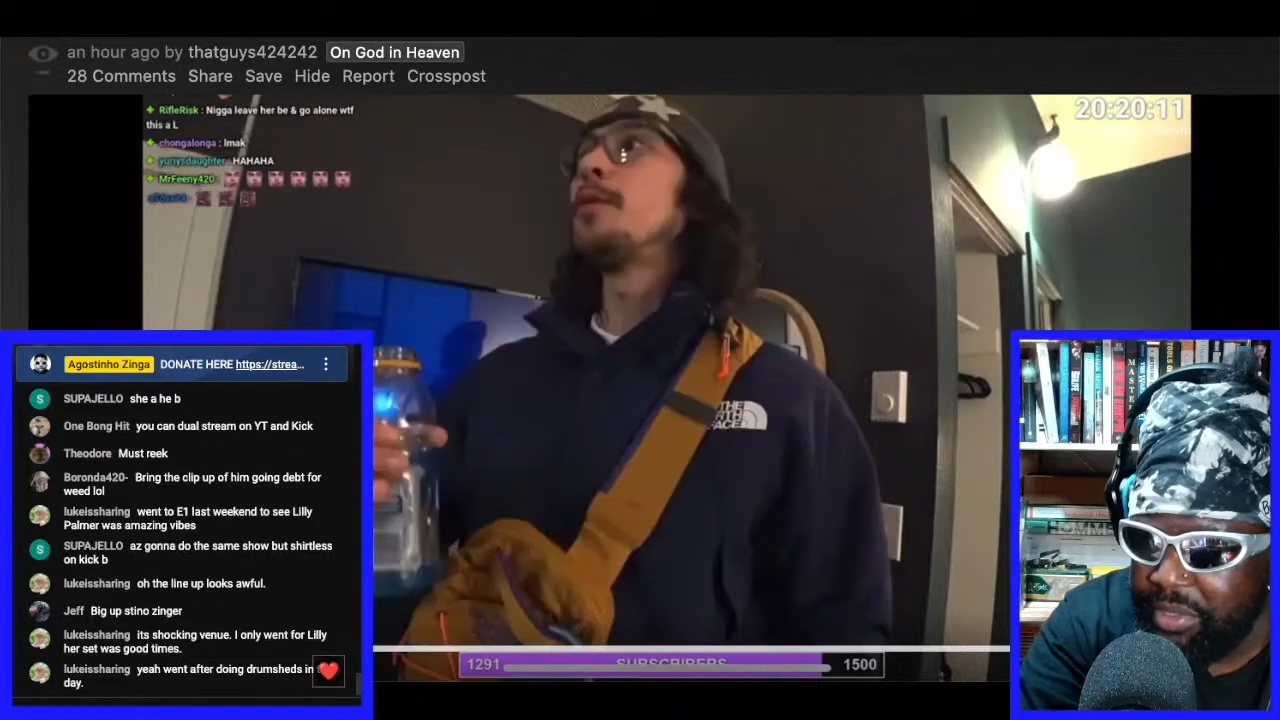 an hour ago by thatguys424242 On God in Heaven
28 Comments Share Save Hide Report Crosspost
RifleRisk : Nigga leave her be & go alone wtf
this a L
chongalonga : lmak
yuriysdaughter : HAHAHA
MrFeeny420 :
20:20:11
THE
NORTH
FACE
Agostinho Zinga DONATE HERE https://strea...
S SUPAJELLO she a he b
One Bong Hit you can dual stream on YT and Kick
Theodore Must reek
Boronda420- Bring the clip up of him going debt for
weed lol
lukeissharing went to E1 last weekend to see Lilly
Palmer was amazing vibes
S SUPAJELLO az gonna do the same show but shirtless
on kick b
lukeissharing oh the line up looks awful.
Jeff Big up stino zinger
lukeissharing its shocking venue. I only went for Lilly
her set was good times.
lukeissharing yeah went after doing drumsheds in
day.
1291 SUBSCRIBERS 1500